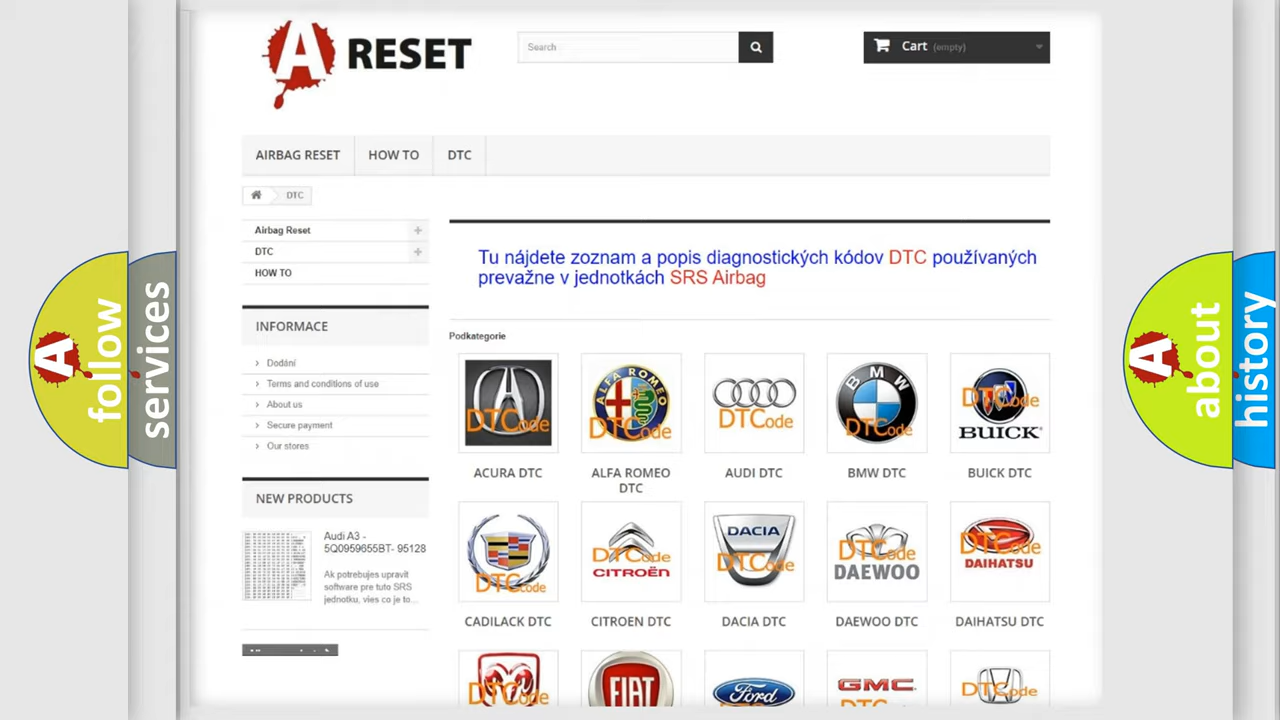 A RESET
Search
Cart (empty)
AIRBAG RESET
HOW TO
DTC
DTC
Airbag Reset
DTC
HOW TO
INFORMACE
Dodání
Terms and conditions of use
About us
Secure payment
Our stores
NEW PRODUCTS
Audi A3 -
5Q0959655BT- 95128
Ak potrebujes upravit
software pre tuto SRS
jednotku, vies co je to...
Tu nájdete zoznam a popis diagnostických kódov DTC používaných
prevažne v jednotkách SRS Airbag
Podkategorie
DTCode
ALFA ROMEO
DTCode
DTCode
BMW
DTCode
DTCode
BUICK
ACURA DTC
ALFA ROMEO
DTC
AUDI DTC
BMW DTC
BUICK DTC
DTCode
DTCode
CITROËN
DACIA
DTCode
DTCode
DAEWOO
DTCode
DAIHATSU
CADILACK DTC
CITROEN DTC
DACIA DTC
DAEWOO DTC
DAIHATSU DTC
DTCode
FIAT
Ford
DTCode
GMC
DTCode
A follow
services
A about
history